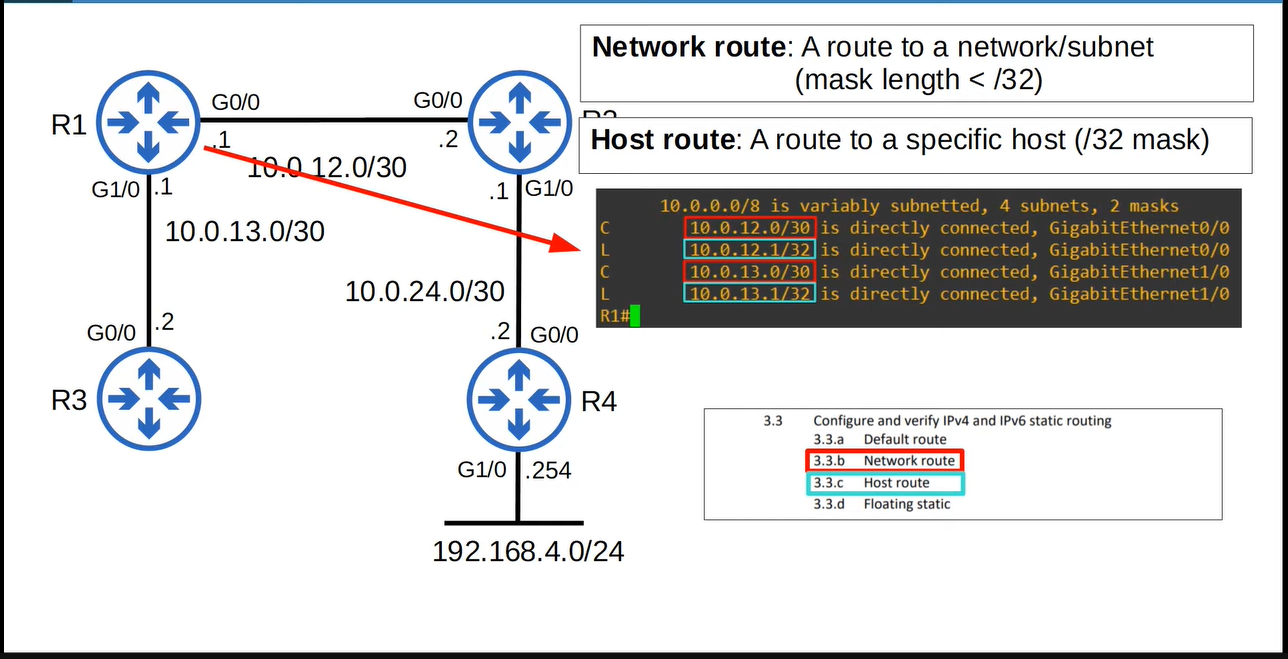 Network route: A route to a network/subnet
(mask length < /32)
Host route: A route to a specific host (/32 mask)
R1
G0/0
.1
10.0.12.0/30
G0/0
.2
G1/0
.1
10.0.13.0/30
.1
G1/0
10.0.24.0/30
G0/0
.2
R3
.2
G0/0
R4
G1/0
.254
192.168.4.0/24
10.0.0.0/8 is variably subnetted, 4 subnets, 2 masks
C 10.0.12.0/30 is directly connected, GigabitEthernet0/0
L 10.0.12.1/32 is directly connected, GigabitEthernet0/0
C 10.0.13.0/30 is directly connected, GigabitEthernet1/0
L 10.0.13.1/32 is directly connected, GigabitEthernet1/0
R1#
3.3 Configure and verify IPv4 and IPv6 static routing
3.3.a Default route
3.3.b Network route
3.3.c Host route
3.3.d Floating static